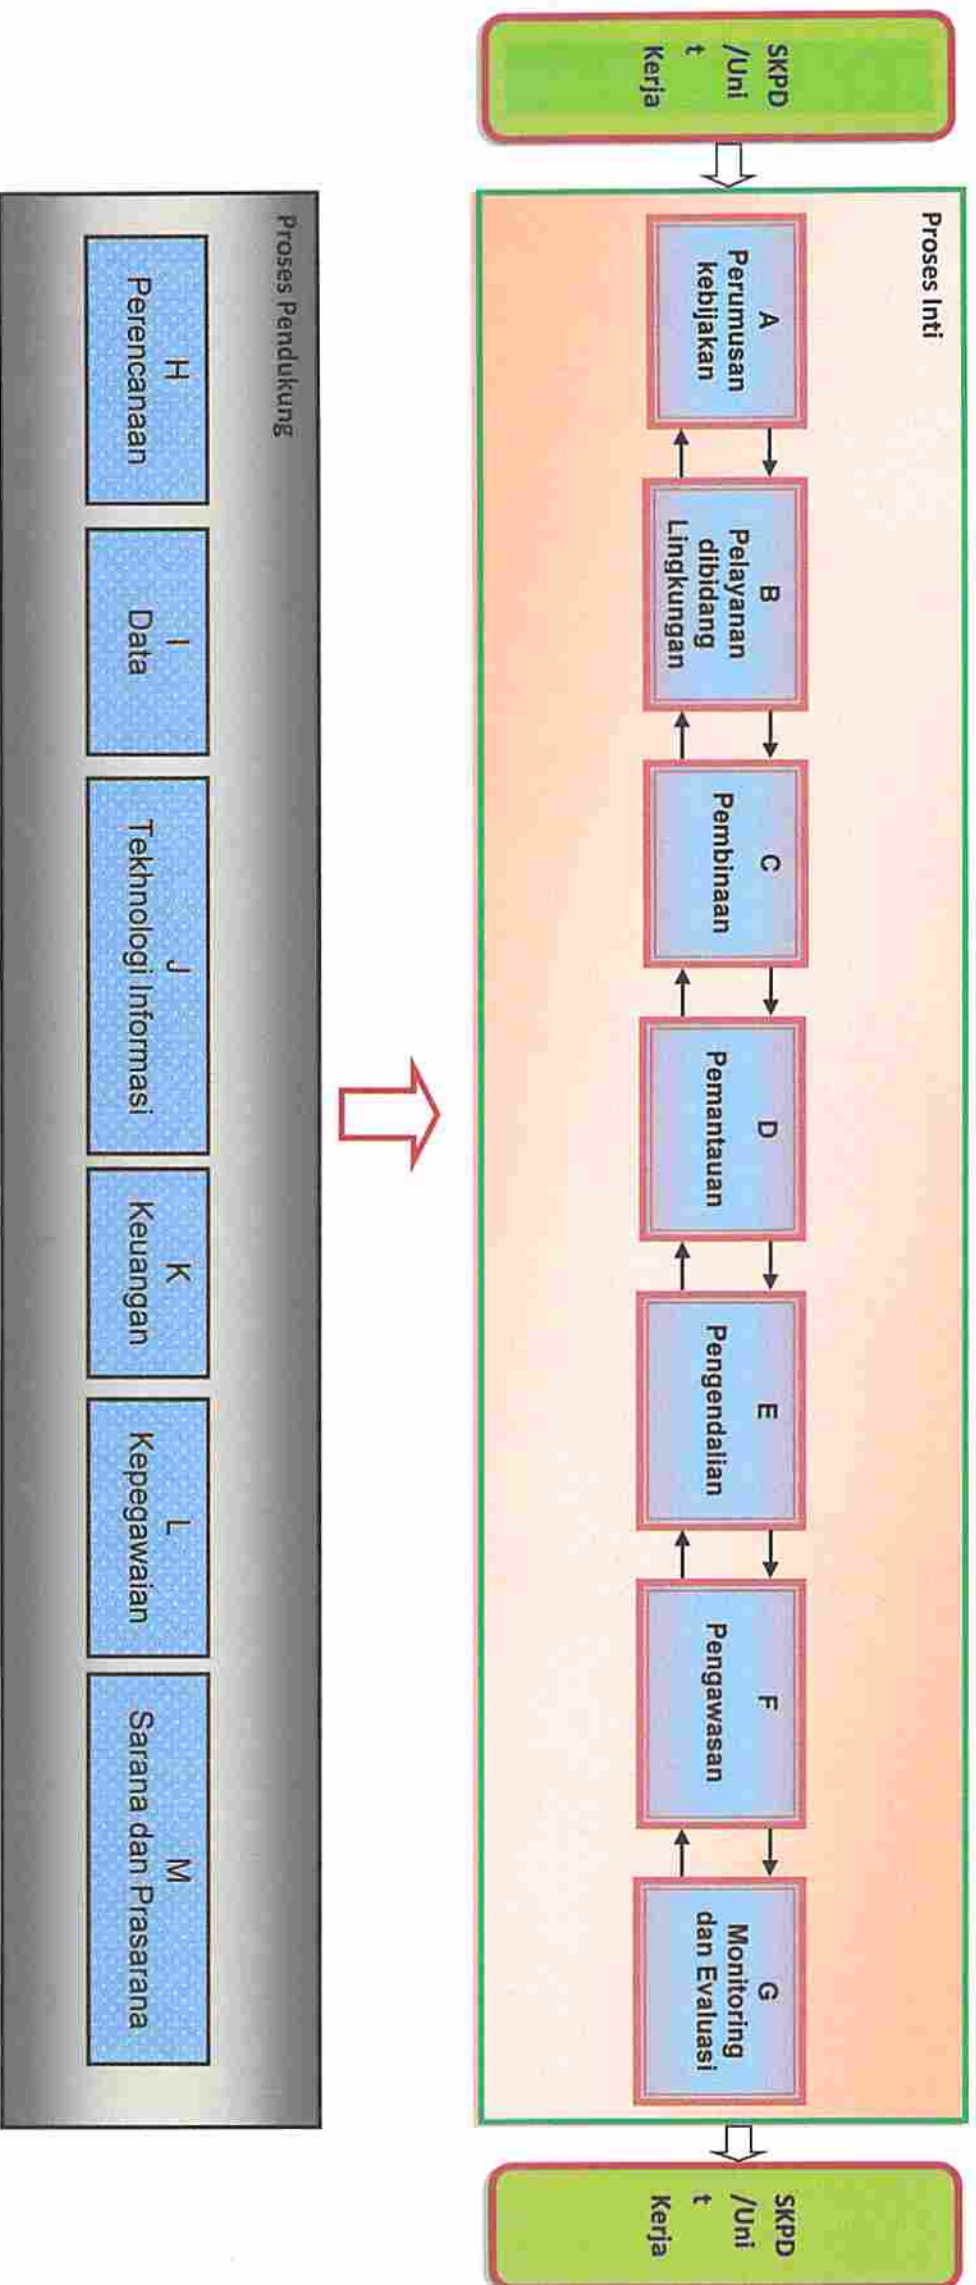 SKPD
/Uni
t
Kerja
Proses Inti
A
Perumusan
kebijakan
B
Pelayanan
dibidang
Lingkungan
C
Pembinaan
D
Pemantauan
E
Pengendalian
F
Pengawasan
G
Monitoring
dan Evaluasi
SKPD
/Uni
t
Kerja
Proses Pendukung
H
Perencanaan
I
Data
J
Tekhnologi Informasi
K
Keuangan
L
Kepegawaian
M
Sarana dan Prasarana